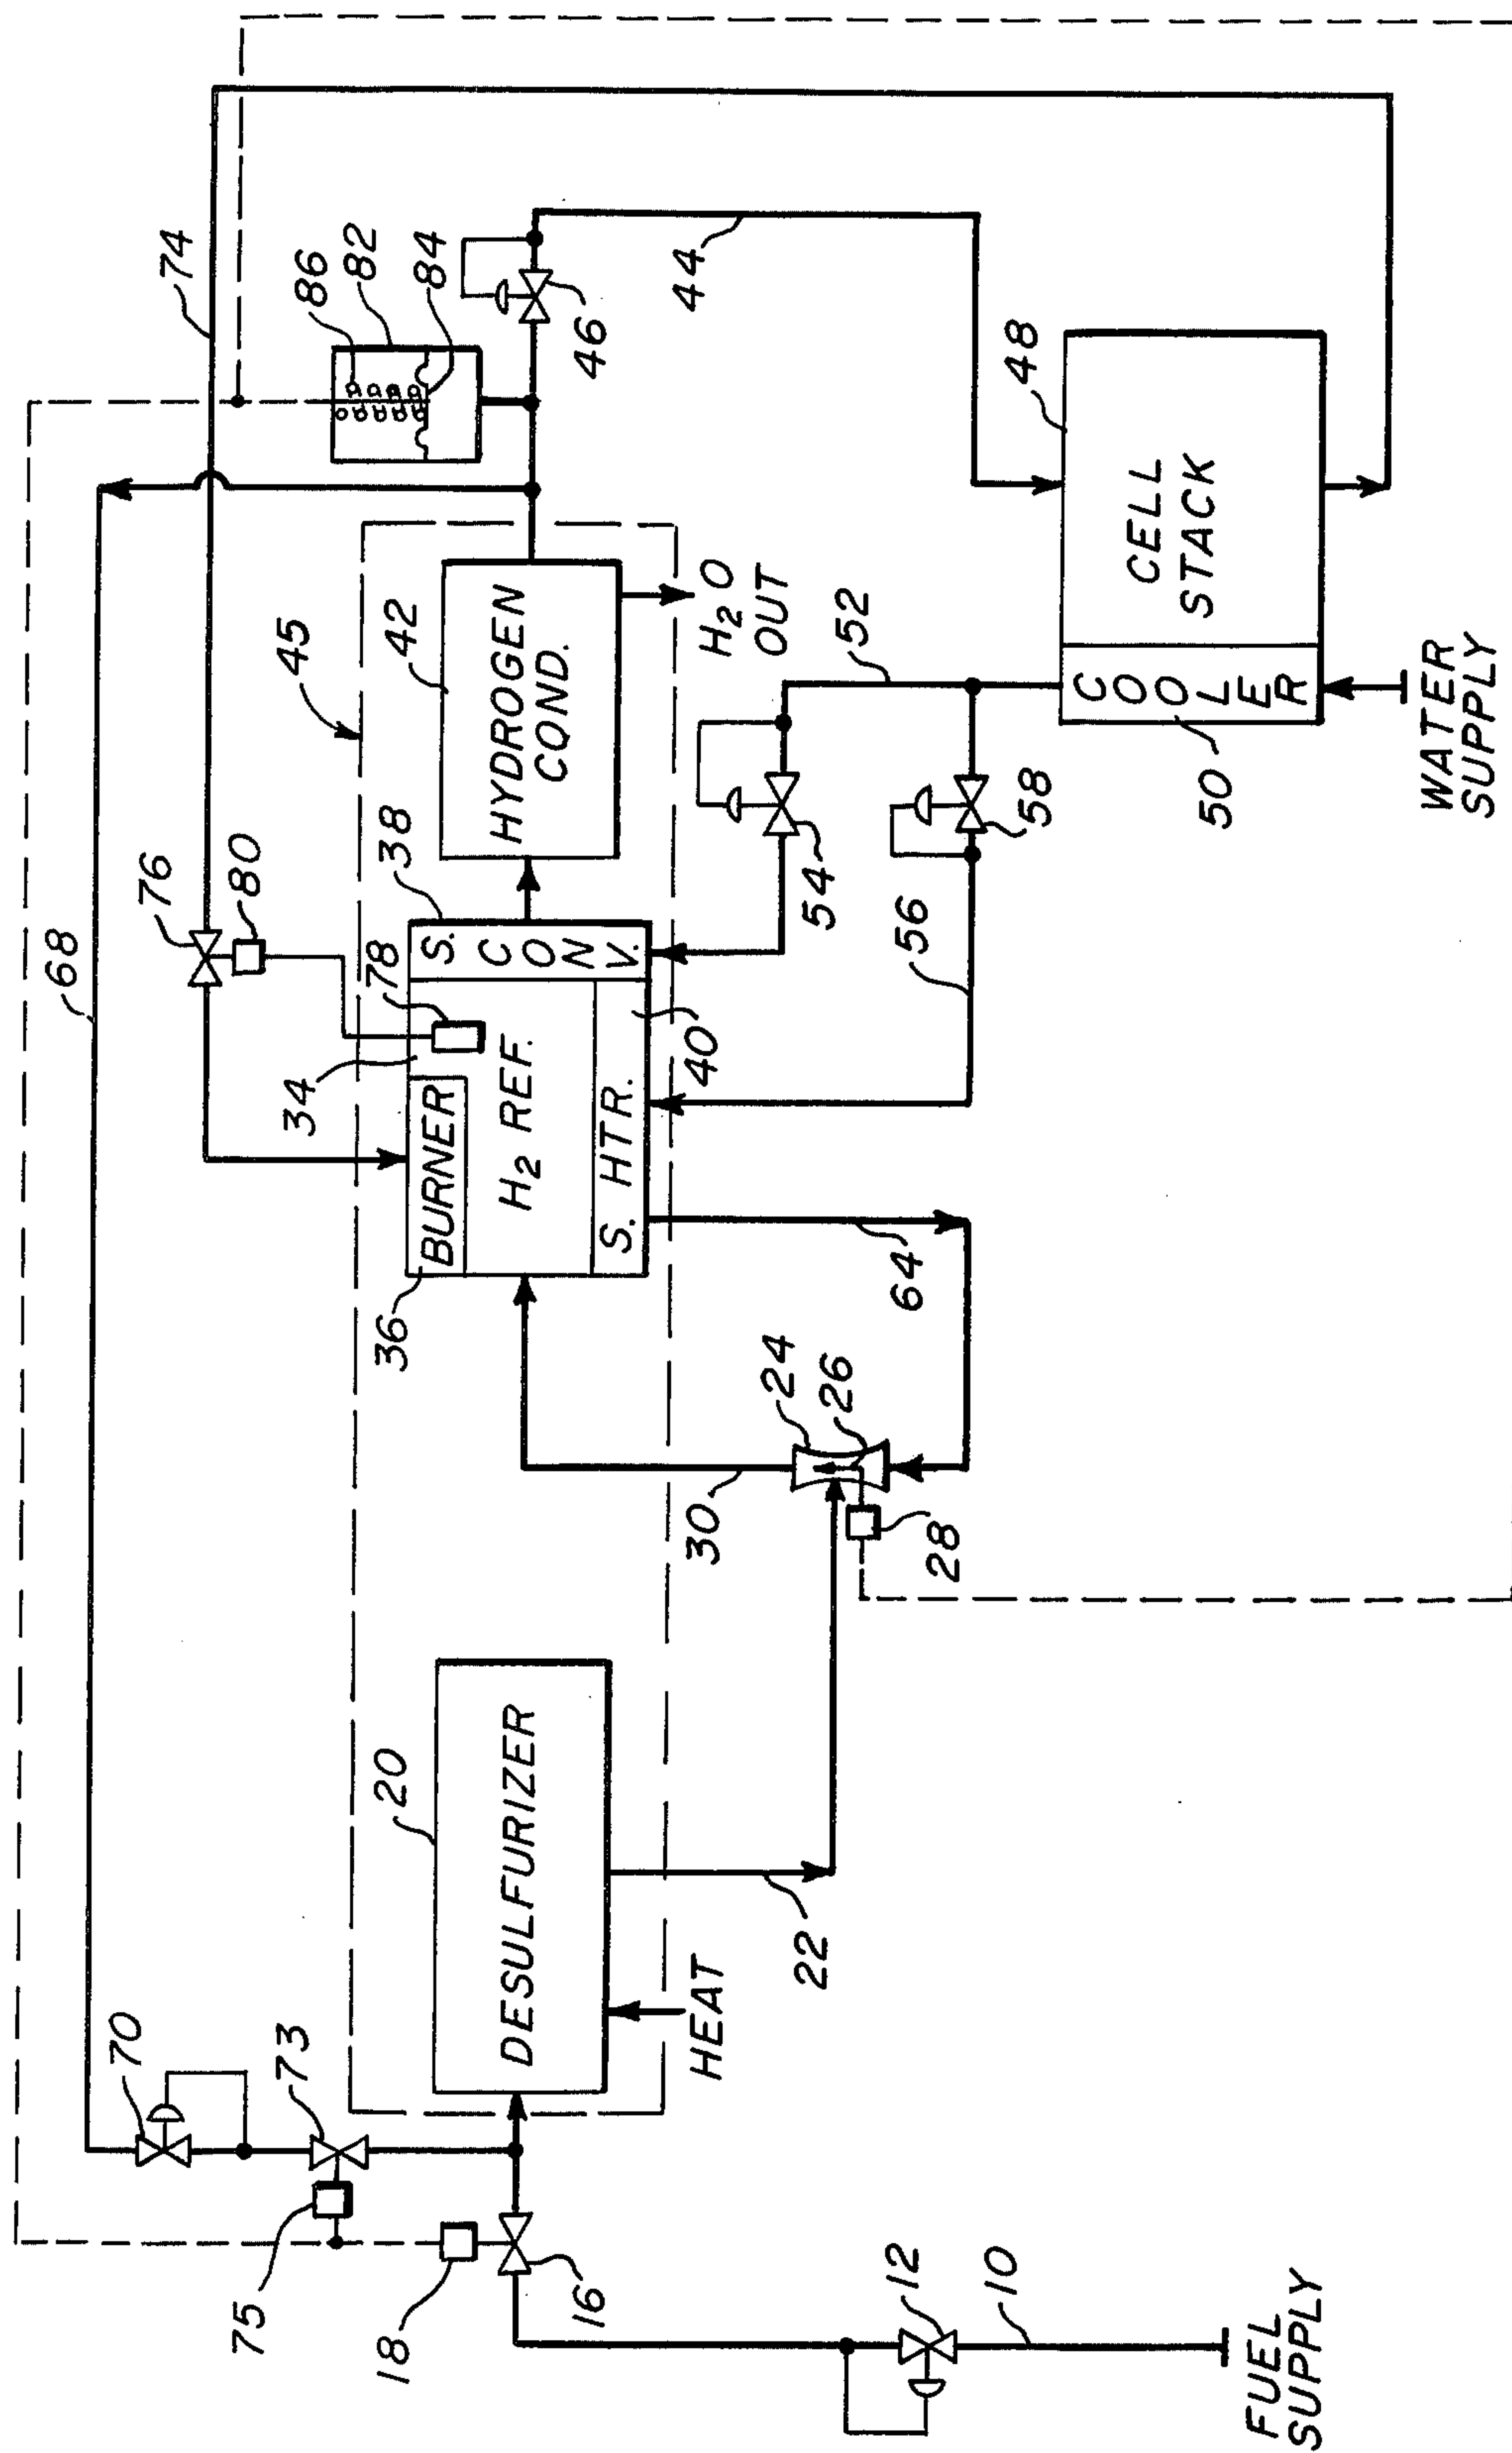 68
74
76
80
86
82
84
46
44
45
42
HYDROGEN
COND.
H2O
OUT
38
S.
CONV.
78
34
36
BURNER
H2 REF.
S. HTR.
40
52
54
58
56
48
CELL
STACK
COOLER
50
WATER
SUPPLY
64
24
26
28
30
20
DESULFURIZER
22
HEAT
70
73
75
18
16
12
10
FUEL
SUPPLY